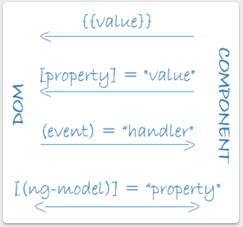 {{value}}
[property] = "value"
(event) = "handler"
[(ng-model)] = "property"
DOM
COMPONENT